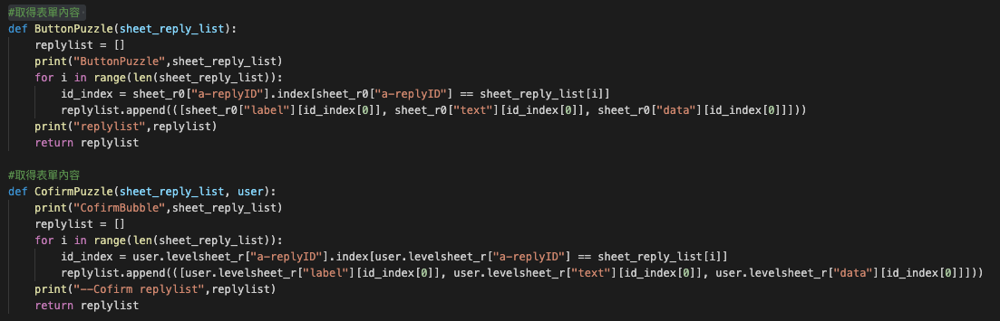 #取得表單內容
def ButtonPuzzle(sheet_reply_list):
    replylist = []
    print("ButtonPuzzle",sheet_reply_list)
    for i in range(len(sheet_reply_list)):
        id_index = sheet_r0["a-replyID"].index[sheet_r0["a-replyID"] == sheet_reply_list[i]]
        replylist.append(([sheet_r0["label"][id_index[0]], sheet_r0["text"][id_index[0]], sheet_r0["data"][id_index[0]]]))
    print("replylist",replylist)
    return replylist
#取得表單內容
def CofirmPuzzle(sheet_reply_list, user):
    print("CofirmBubble",sheet_reply_list)
    replylist = []
    for i in range(len(sheet_reply_list)):
        id_index = user.levelsheet_r["a-replyID"].index[user.levelsheet_r["a-replyID"] == sheet_reply_list[i]]
        replylist.append(([user.levelsheet_r["label"][id_index[0]], user.levelsheet_r["text"][id_index[0]], user.levelsheet_r["data"][id_index[0]]]))
    print("--Cofirm replylist",replylist)
    return replylist